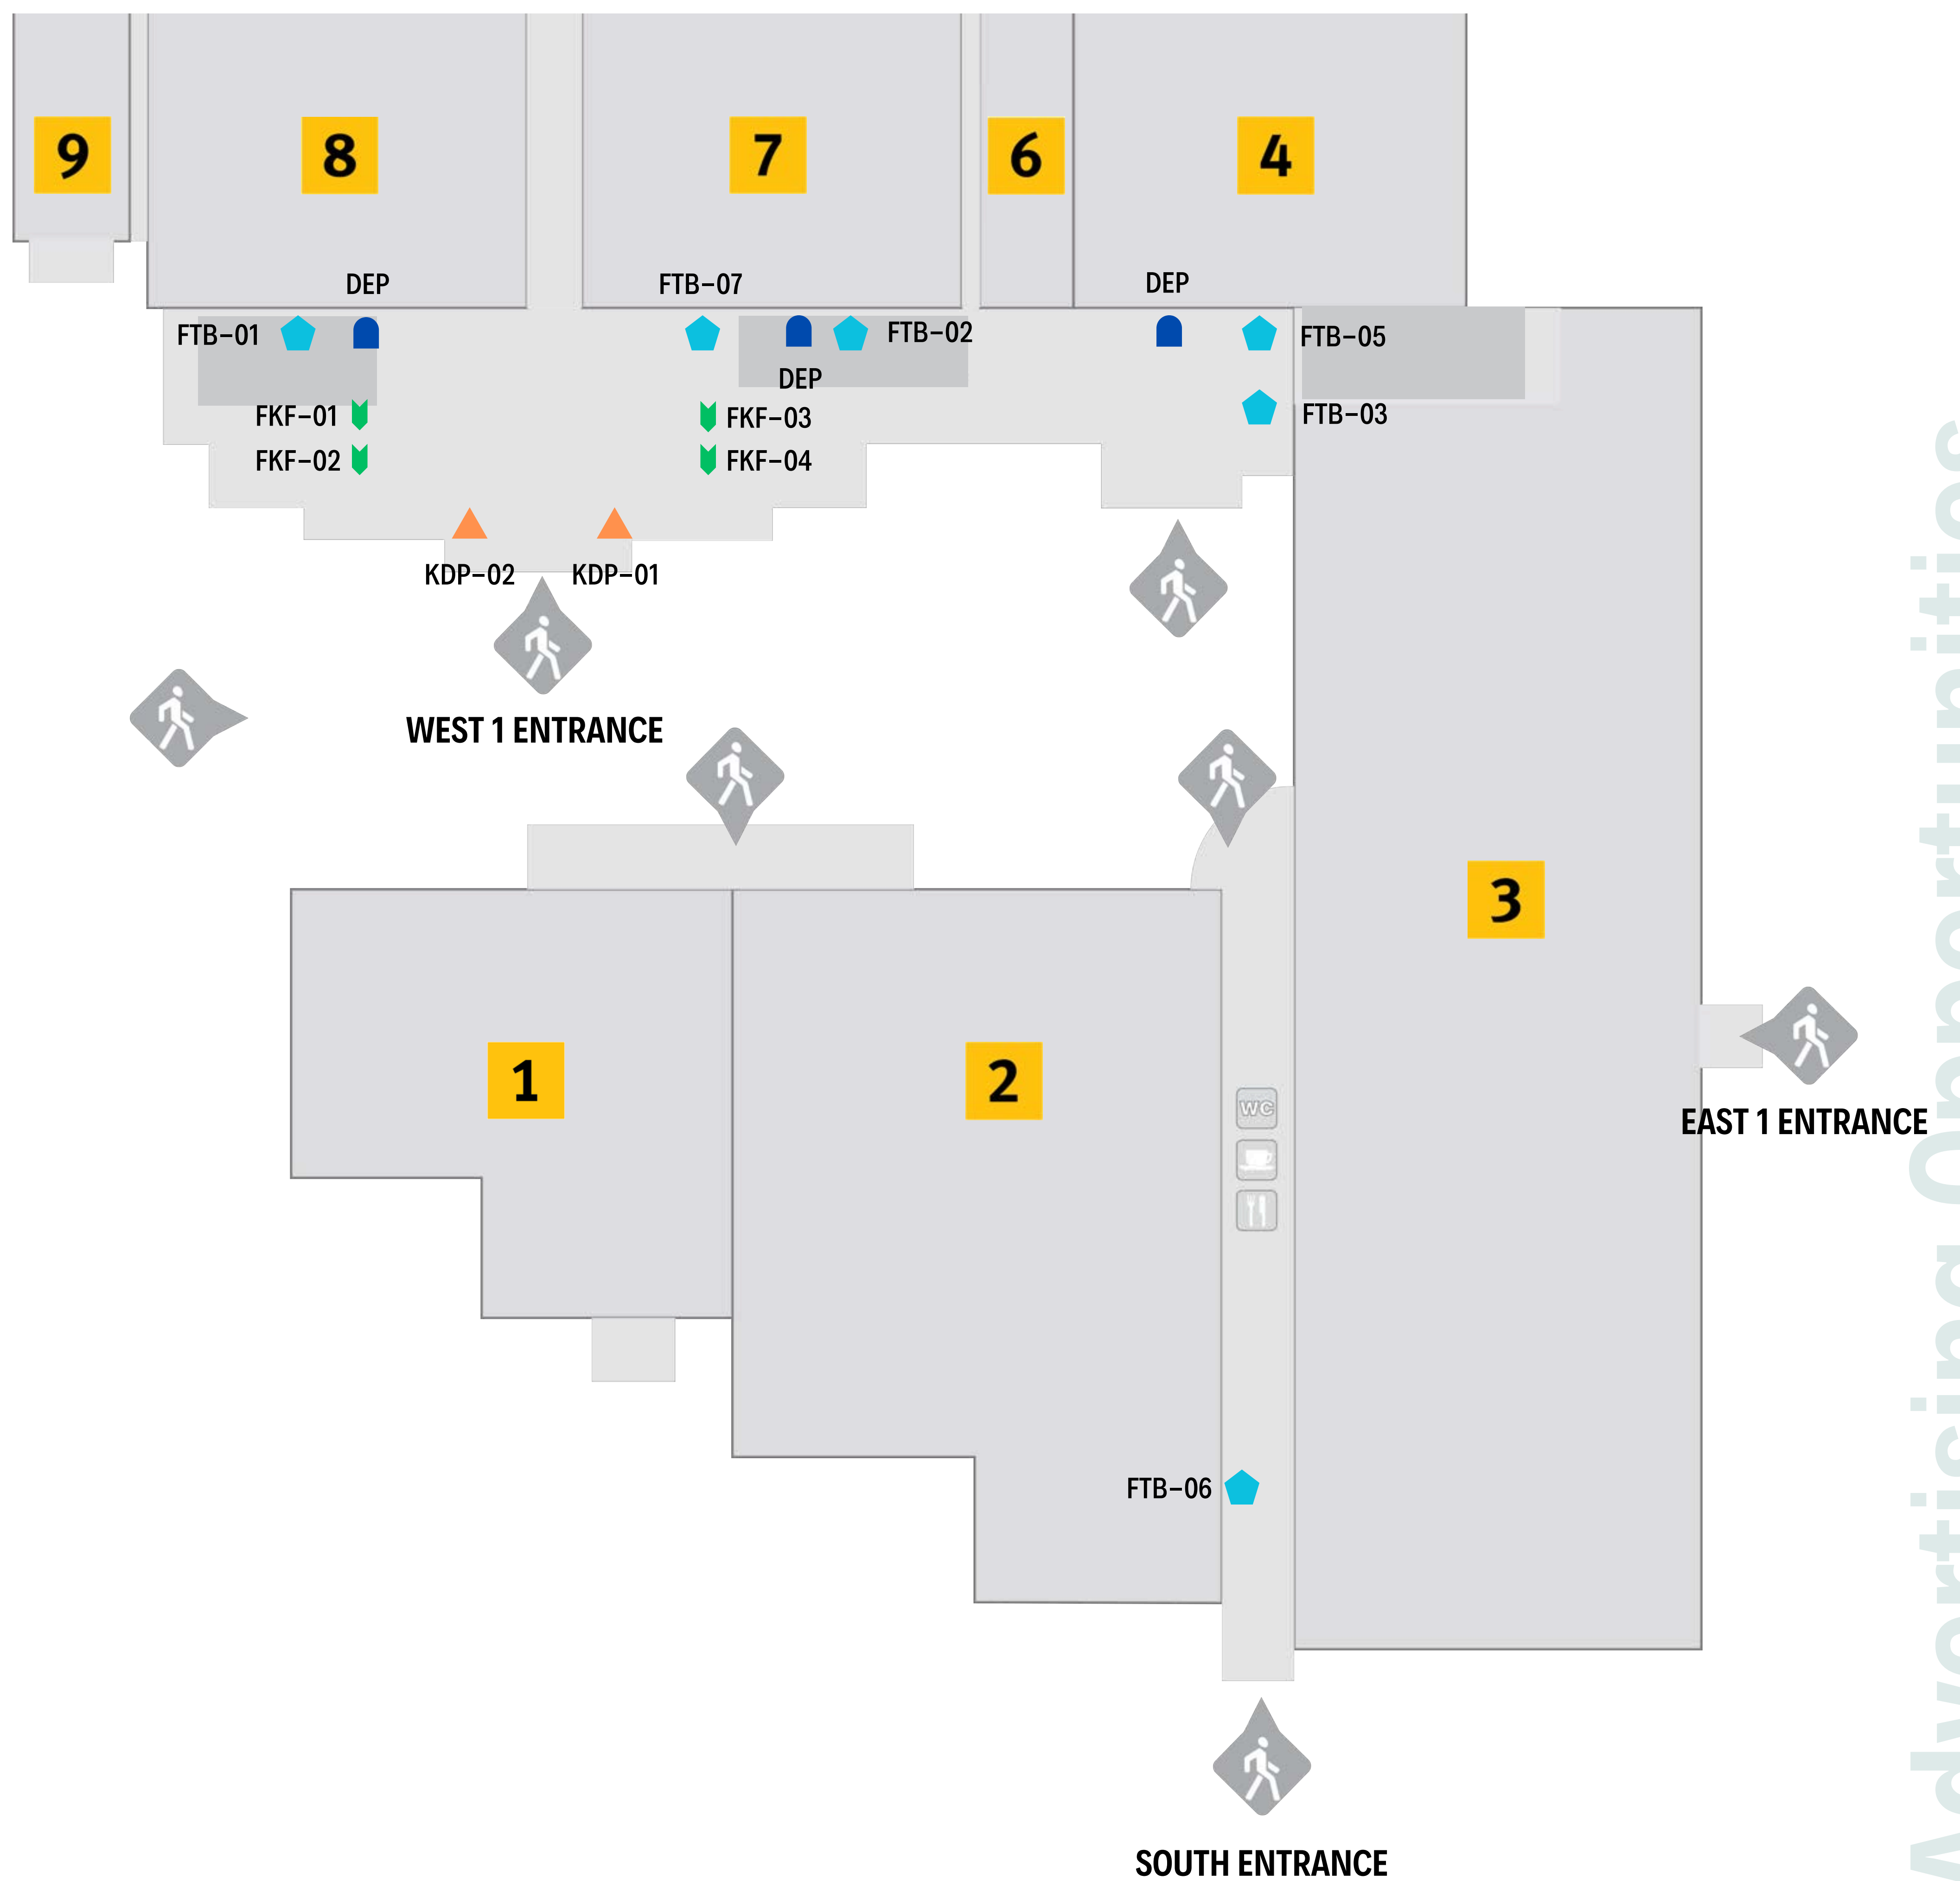 9
8
7
6
4
DEP
FTB-07
DEP
FTB-01
FTB-02
FTB-05
DEP
FKF-01
FKF-03
FTB-03
FKF-02
FKF-04
KDP-02
KDP-01
WEST 1 ENTRANCE
3
1
2
WC
EAST 1 ENTRANCE
FTB-06
SOUTH ENTRANCE
Advertising Opportunities